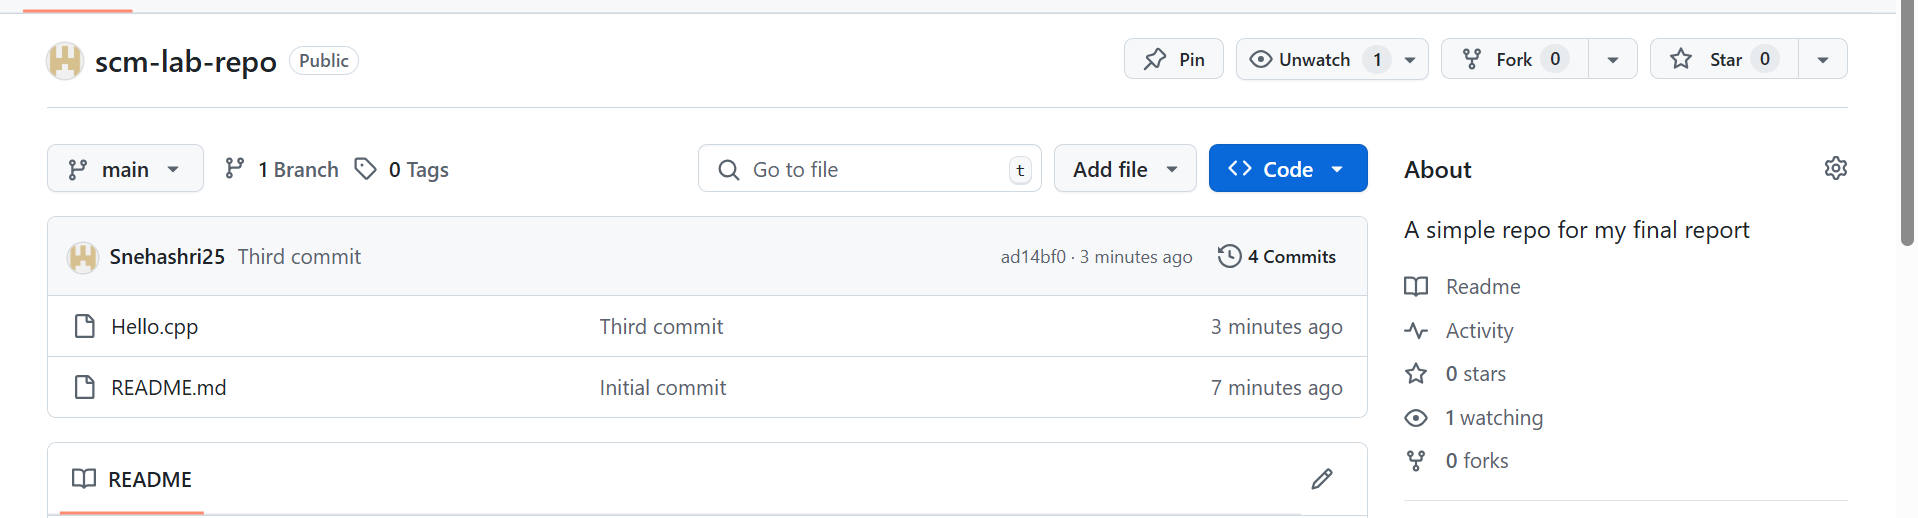 scm-lab-repo Public Pin Unwatch 1 Fork 0 Star 0
main 1 Branch 0 Tags Go to file t Add file Code
Snehashri25 Third commit ad14bf0 · 3 minutes ago 4 Commits
Hello.cpp Third commit 3 minutes ago
README.md Initial commit 7 minutes ago
README
About
A simple repo for my final report
Readme
Activity
0 stars
1 watching
0 forks